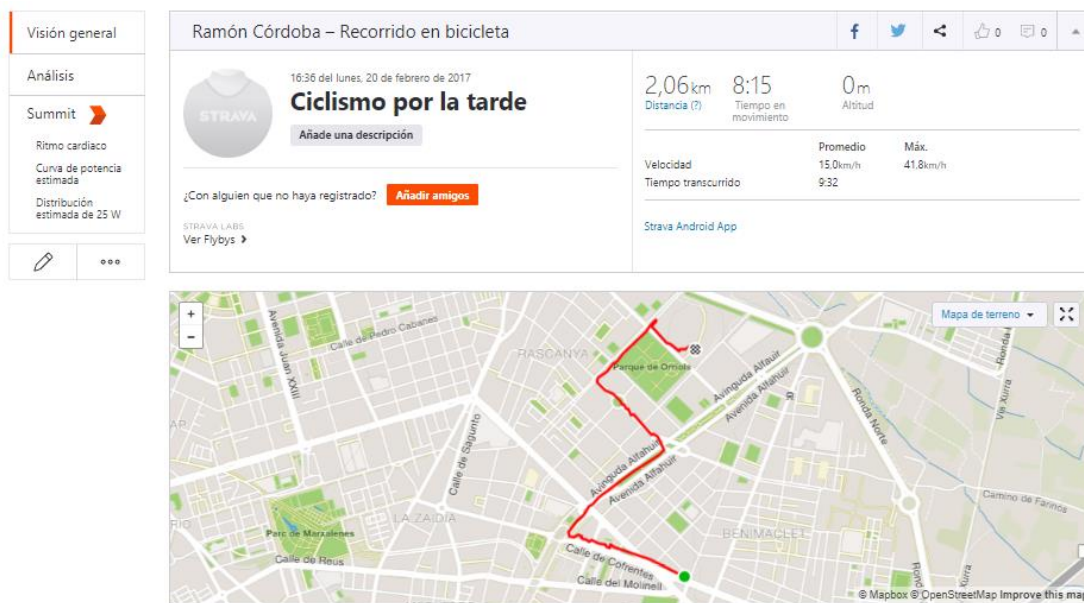 Visión general
Análisis
Summit
Ritmo cardiaco
Curva de potencia
estimada
Distribución
estimada de 25 W
Ramón Córdoba – Recorrido en bicicleta
0
0
STRAVA
16:36 del lunes, 20 de febrero de 2017
Ciclismo por la tarde
Añade una descripción
¿Con alguien que no haya registrado? Añadir amigos
STRAVA LABS
Ver Flybys
2,06km 8:15 0m
Distancia (?) Tiempo en Altitud
movimiento
Promedio Máx.
Velocidad 15.0km/h 41.8km/h
Tiempo transcurrido 9:32
Strava Android App
+
-
Mapa de terreno
Avenida Juan XXIII
Calle de Pedro Cabanes
RASCANYA
Parque de Orriols
Avinguda Alfauir
Avenida Alfahuir
Ronda Norte
Ronda
Vía Xurra
Calle de Sagunto
Avinguda Alfahuir
Avenida Alfahuir
Camino de Farinós
LA ZAIDÍA
BENIMACLET
Parc de Marxalenes
Calle de Reus
Calle de Cofrentes
Calle del Molinell
Xurra
© Mapbox © OpenStreetMap Improve this map